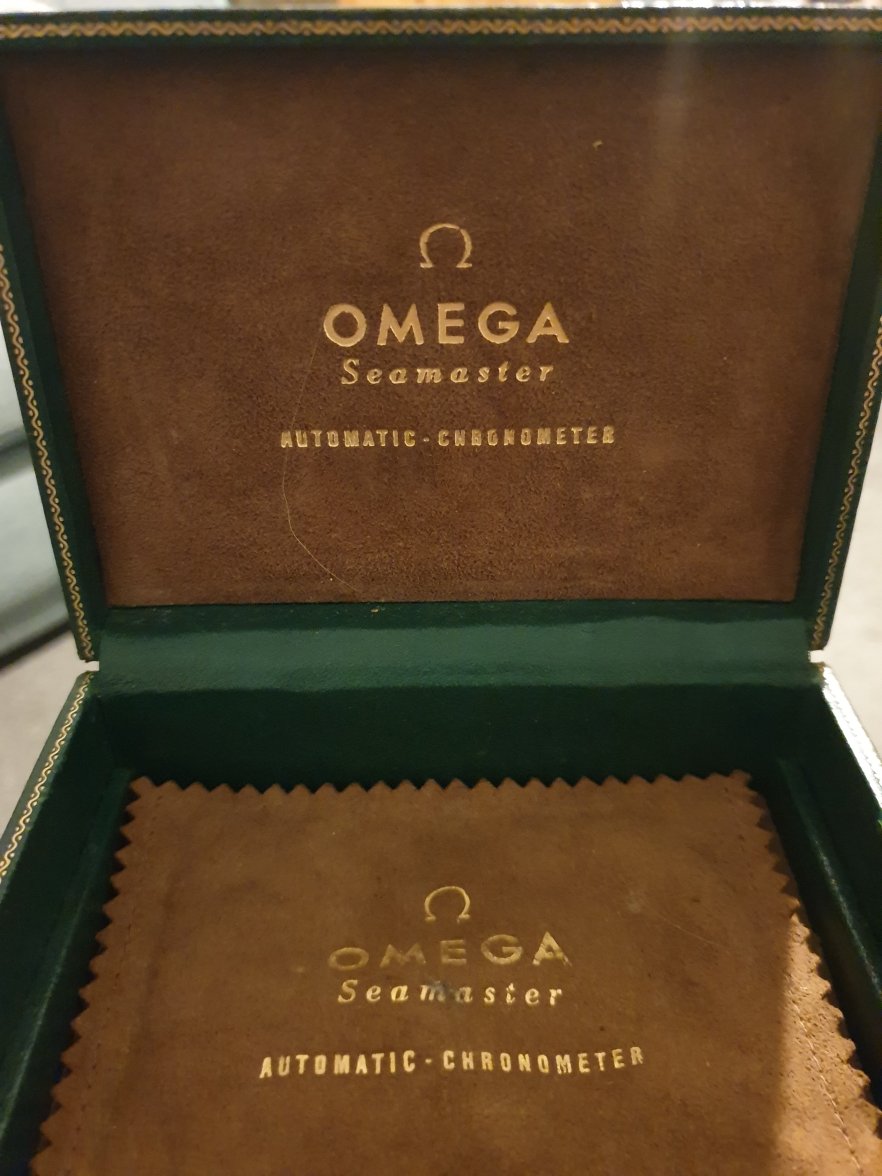 Ω
OMEGA
Seamaster
AUTOMATIC-CHRONOMETER
Ω
OMEGA
Seamaster
AUTOMATIC-CHRONOMETER